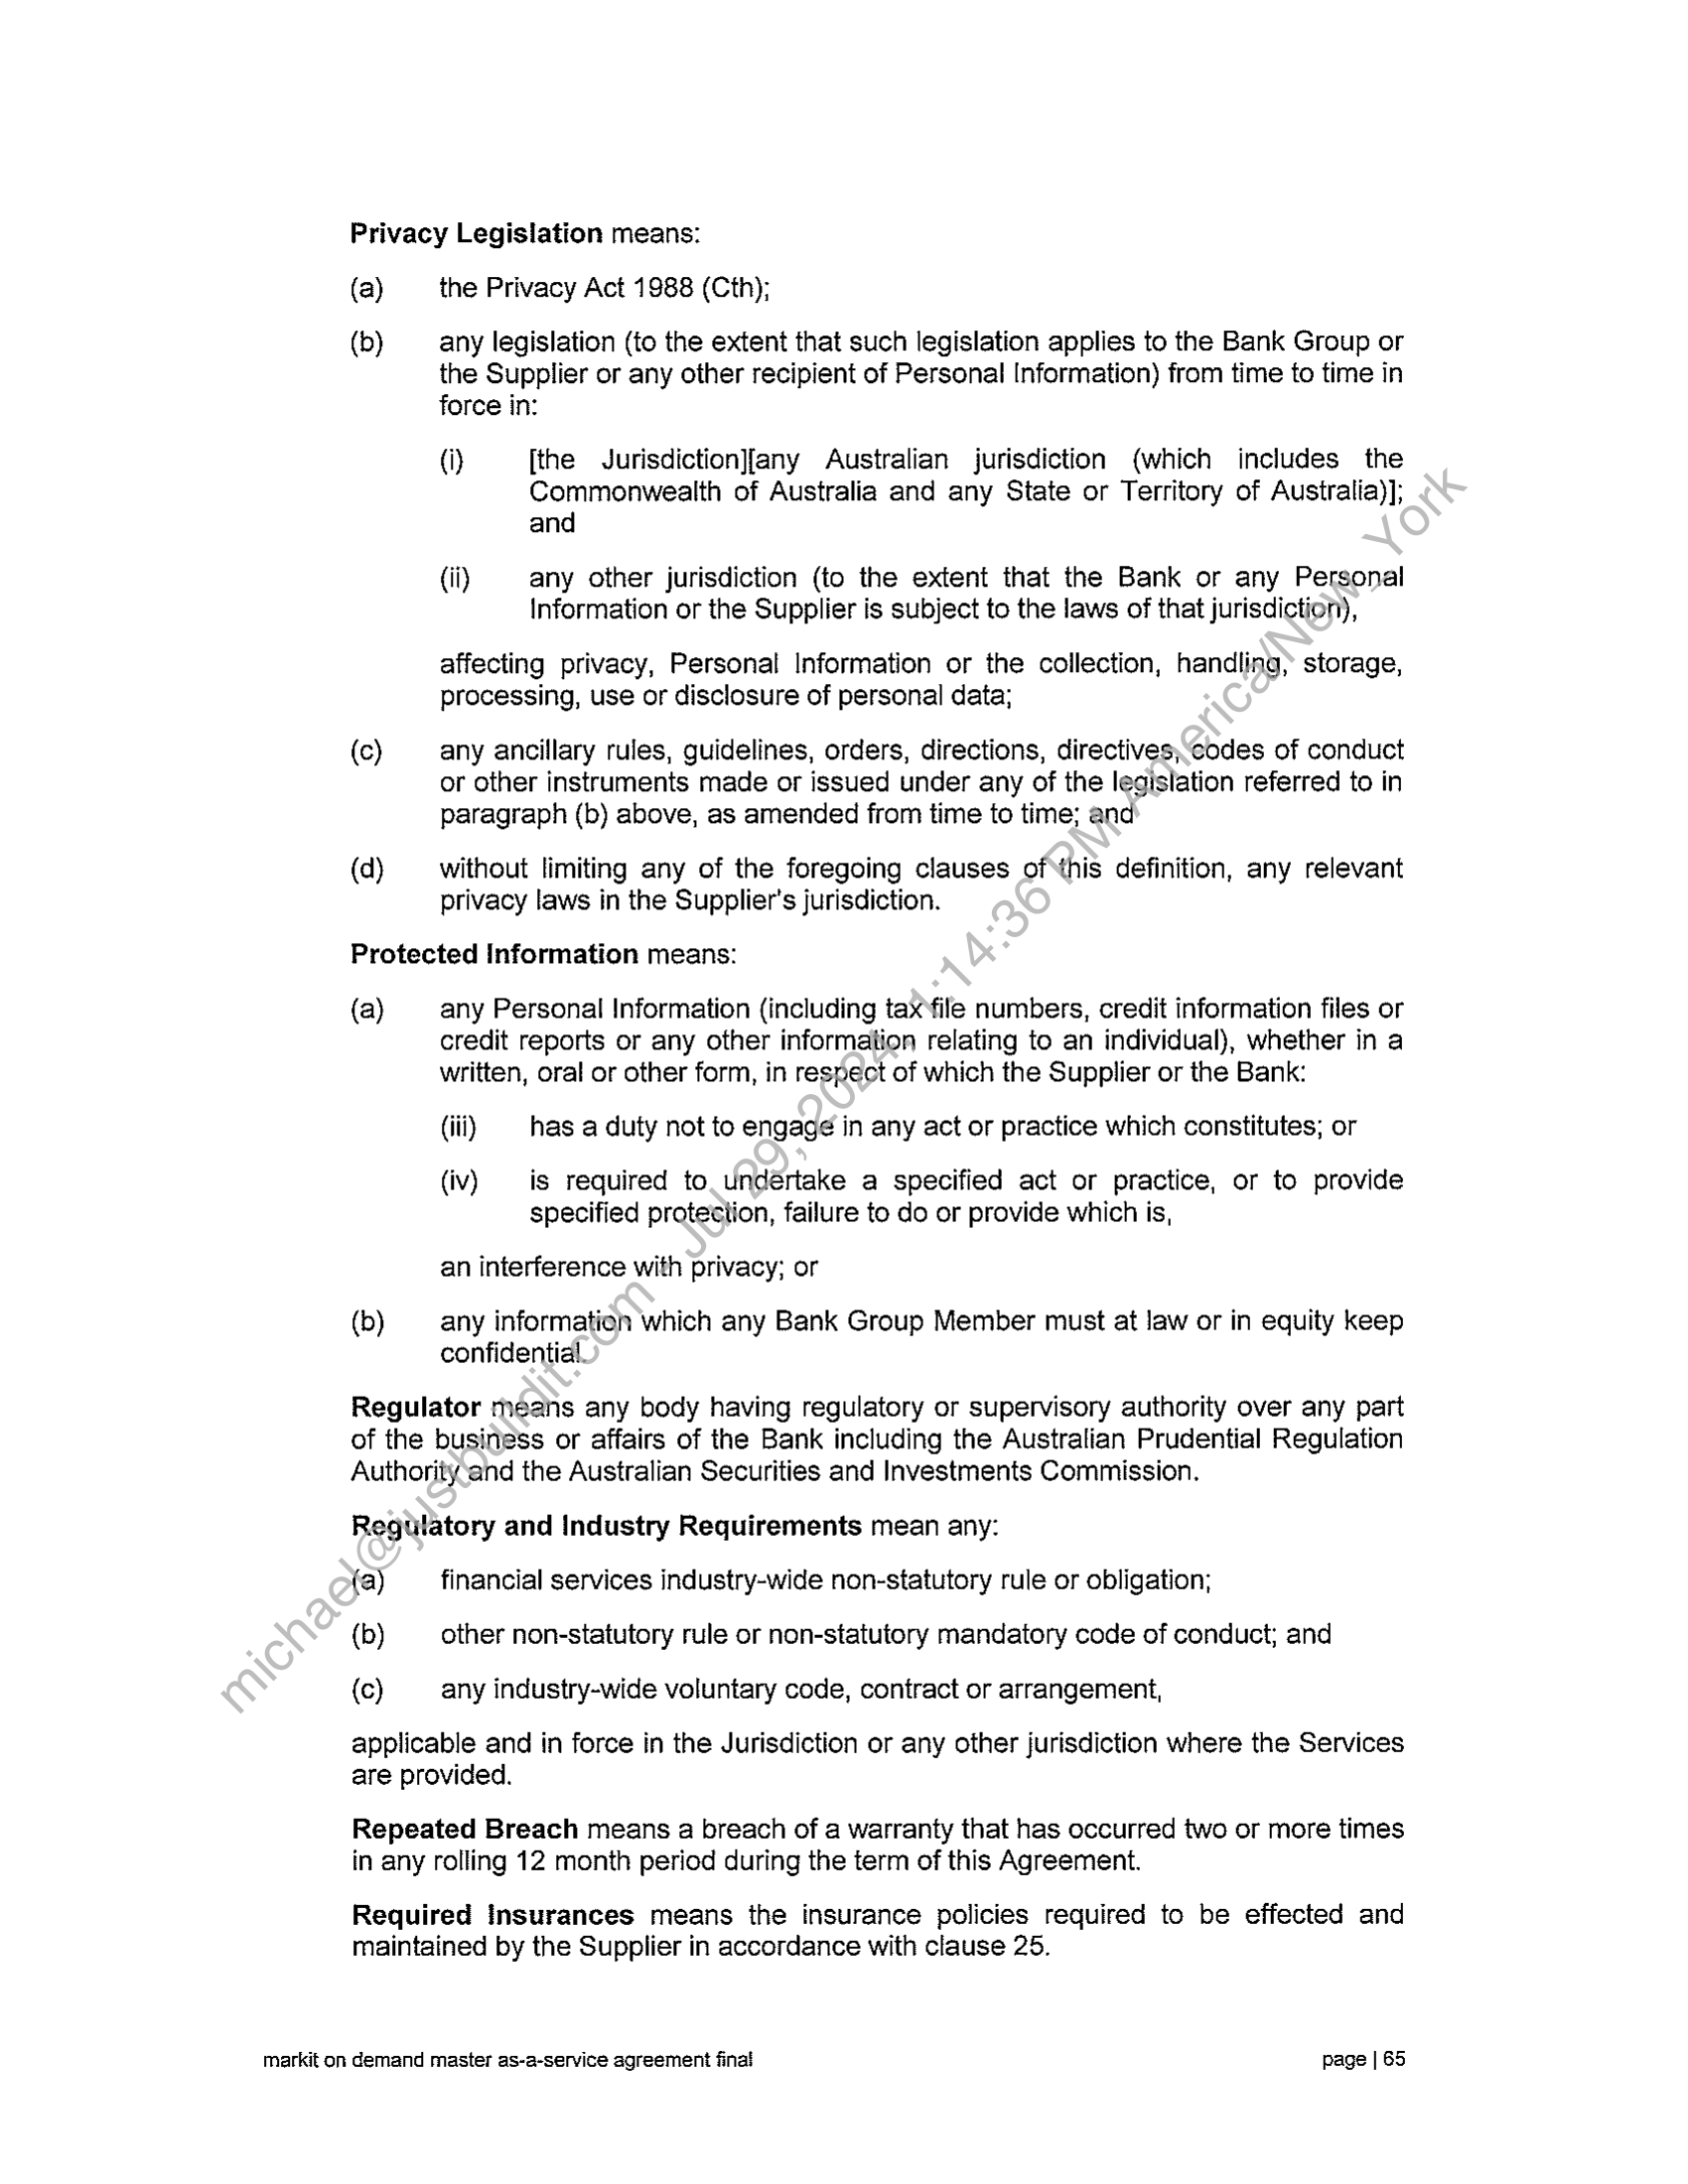 Privacy Legislation means:
(a) the Privacy Act 1988 (Cth);
(b) any legislation (to the extent that such legislation applies to the Bank Group or
the Supplier or any other recipient of Personal Information) from time to time in
force in:
(i) [the Jurisdiction][any Australian jurisdiction (which includes the
Commonwealth of Australia and any State or Territory of Australia)];
and
(ii) any other jurisdiction (to the extent that the Bank or any Personal
Information or the Supplier is subject to the laws of that jurisdiction),
affecting privacy, Personal Information or the collection, handling, storage,
processing, use or disclosure of personal data;
(c) any ancillary rules, guidelines, orders, directions, directives, codes of conduct
or other instruments made or issued under any of the legislation referred to in
paragraph (b) above, as amended from time to time; and
(d) without limiting any of the foregoing clauses of this definition, any relevant
privacy laws in the Supplier's jurisdiction.
Protected Information means:
(a) any Personal Information (including tax file numbers, credit information files or
credit reports or any other information relating to an individual), whether in a
written, oral or other form, in respect of which the Supplier or the Bank:
(iii) has a duty not to engage in any act or practice which constitutes; or
(iv) is required to undertake a specified act or practice, or to provide
specified protection, failure to do or provide which is,
an interference with privacy; or
(b) any information which any Bank Group Member must at law or in equity keep
confidential.
Regulator means any body having regulatory or supervisory authority over any part
of the business or affairs of the Bank including the Australian Prudential Regulation
Authority and the Australian Securities and Investments Commission.
Regulatory and Industry Requirements mean any:
(a) financial services industry-wide non-statutory rule or obligation;
(b) other non-statutory rule or non-statutory mandatory code of conduct; and
(c) any industry-wide voluntary code, contract or arrangement,
applicable and in force in the Jurisdiction or any other jurisdiction where the Services
are provided.
Repeated Breach means a breach of a warranty that has occurred two or more times
in any rolling 12 month period during the term of this Agreement.
Required Insurances means the insurance policies required to be effected and
maintained by the Supplier in accordance with clause 25.
markit on demand master as-a-service agreement final page | 65
michael@justbuildit.com - Jul 29, 2024, 1:14:36 PM America/New_York